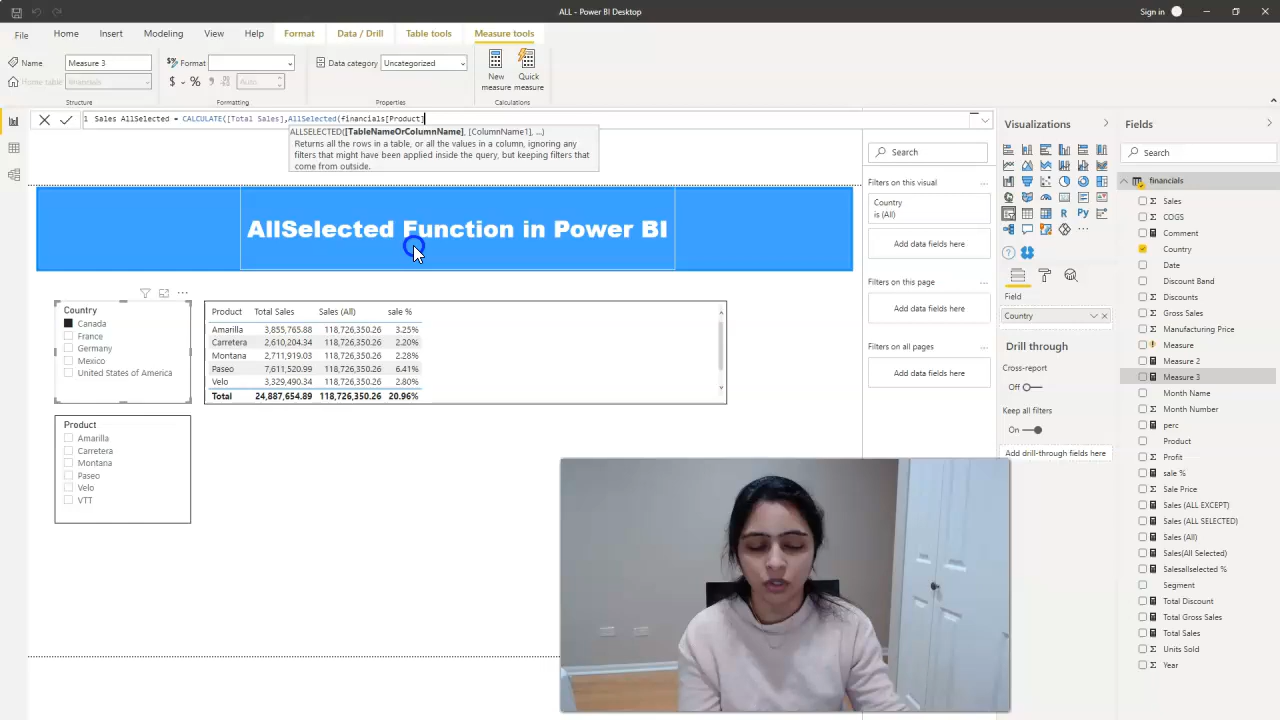 ALL - Power BI Desktop
Sign in
File
Home
Insert
Modeling
View
Help
Format
Data / Drill
Table tools
Measure tools
Name
Measure 3
Home table
financials
Structure
Format
$
%
Auto
Formatting
Data category
Uncategorized
Properties
New
measure
Quick
measure
Calculations
1 Sales AllSelected = CALCULATE([Total Sales],AllSelected(financials[Product]
ALLSELECTED([TableNameOrColumnName], [ColumnName1], ...)
Returns all the rows in a table, or all the values in a column, ignoring any
filters that might have been applied inside the query, but keeping filters that
come from outside.
AllSelected Function in Power BI
Country
Canada
France
Germany
Mexico
United States of America
Product Total Sales Sales (All) sale %
Amarilla 3,855,765.88 118,726,350.26 3.25%
Carretera 2,610,204.34 118,726,350.26 2.20%
Montana 2,711,919.03 118,726,350.26 2.28%
Paseo 7,611,520.99 118,726,350.26 6.41%
Velo 3,329,490.34 118,726,350.26 2.80%
Total 24,887,654.89 118,726,350.26 20.96%
Product
Amarilla
Carretera
Montana
Paseo
Velo
VTT
Search
Filters on this visual
Country
is (All)
Add data fields here
Filters on this page
Add data fields here
Filters on all pages
Add data fields here
Visualizations
R
Py
Field
Country
Drill through
Cross-report
Off
Keep all filters
On
Add drill-through fields here
Fields
Search
financials
Sales
COGS
Comment
Country
Date
Discount Band
Discounts
Gross Sales
Manufacturing Price
Measure
Measure 2
Measure 3
Month Name
Month Number
perc
Product
Profit
sale %
Sale Price
Sales (ALL EXCEPT)
Sales (ALL SELECTED)
Sales (All)
Sales(All Selected)
Salesallselected %
Segment
Total Discount
Total Gross Sales
Total Sales
Units Sold
Year